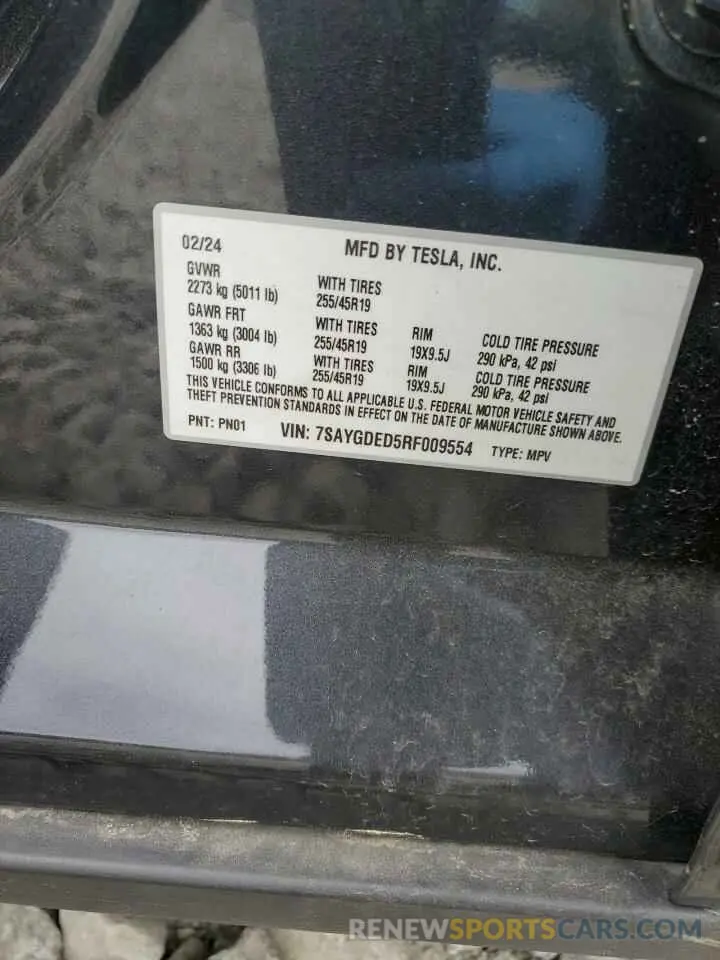 02/24 MFD BY TESLA, INC.
GVWR
2273 kg (5011 lb) WITH TIRES
255/45R19
GAWR FRT
1363 kg (3004 lb) WITH TIRES RIM COLD TIRE PRESSURE
255/45R19 19X9.5J 290 kPa, 42 psi
GAWR RR
1500 kg (3306 lb) WITH TIRES RIM COLD TIRE PRESSURE
255/45R19 19X9.5J 290 kPa, 42 psi
THIS VEHICLE CONFORMS TO ALL APPLICABLE U.S. FEDERAL MOTOR VEHICLE SAFETY AND
THEFT PREVENTION STANDARDS IN EFFECT ON THE DATE OF MANUFACTURE SHOWN ABOVE.
PNT: PN01 VIN: 7SAYGDED5RF009554 TYPE: MPV
RENEWSPORTSCARS.COM